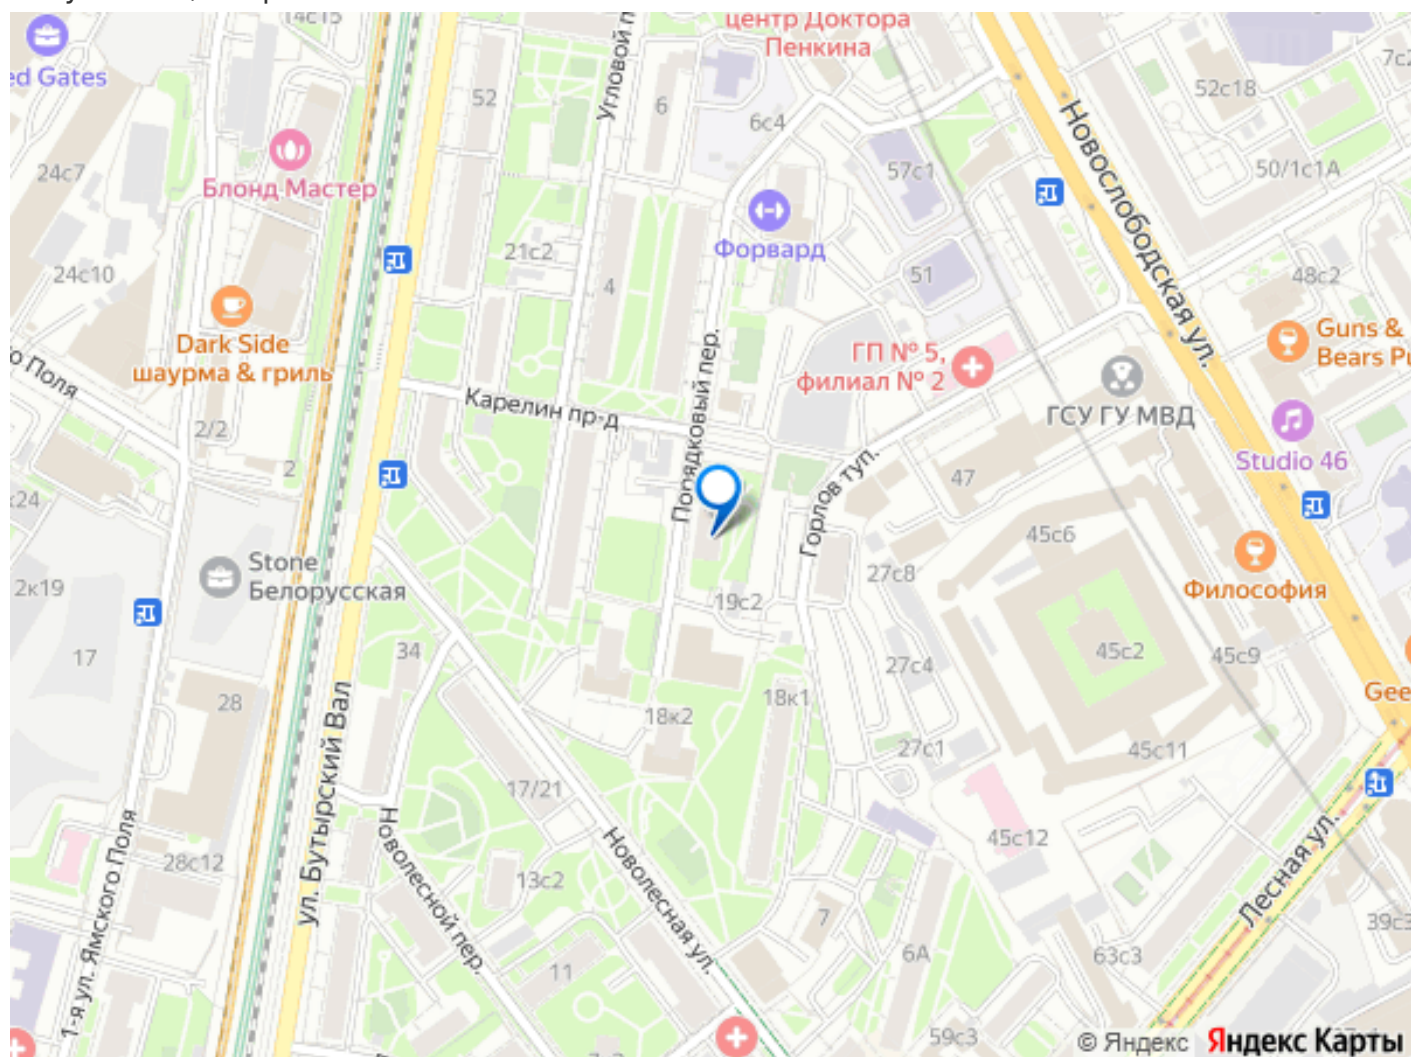 14с15
центр Доктора
Пенкина
ed Gates
52
Угловой п
6
6с4
52с18
7с2
Новослободская ул.
24с7
Блонд Мастер
57с1
50/1с1А
Форвард
21с2
24с10
4
51
48с2
Dark Side
шаурма & гриль
Порядковый пер.
ГП № 5,
филиал № 2
Guns &
Bears Pu
о Поля
Карелин пр-д
ГСУ ГУ МВД
2/2
2
Studio 46
47
Горлов туп.
к24
45с6
Stone
Белорусская
2к19
27с8
Философия
19с2
17
34
27с4
45с2
45с9
28
18к2
18к1
Gee
ул. Бутырский Вал
27с1
45с11
17/21
1-я ул. Ямского Поля
28с12
Новолесной пер.
Новолесная ул.
45с12
Лесная ул.
13с2
7
39с3
11
6А
63с3
59с3
© Яндекс Яндекс Карты